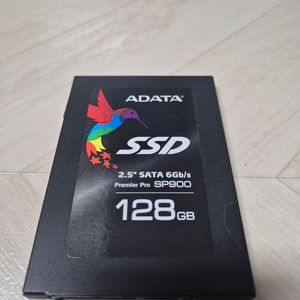 ADATA
SSD
2.5" SATA 6Gb/s
Premier Pro SP900
128GB